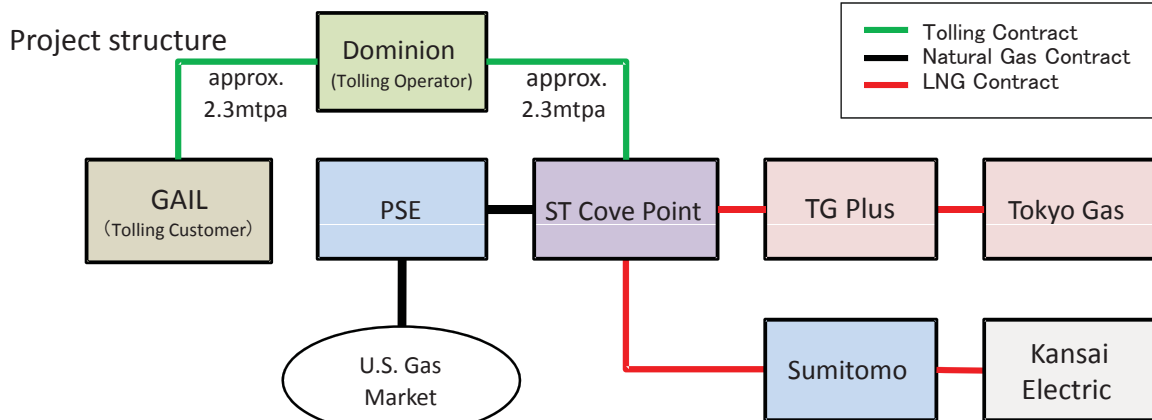 Project structure
Dominion
(Tolling Operator)
Tolling Contract
Natural Gas Contract
LNG Contract
approx.
2.3mtpa
approx.
2.3mtpa
GAIL
（Tolling Customer）
PSE
ST Cove Point
TG Plus
Tokyo Gas
U.S. Gas
Market
Sumitomo
Kansai
Electric